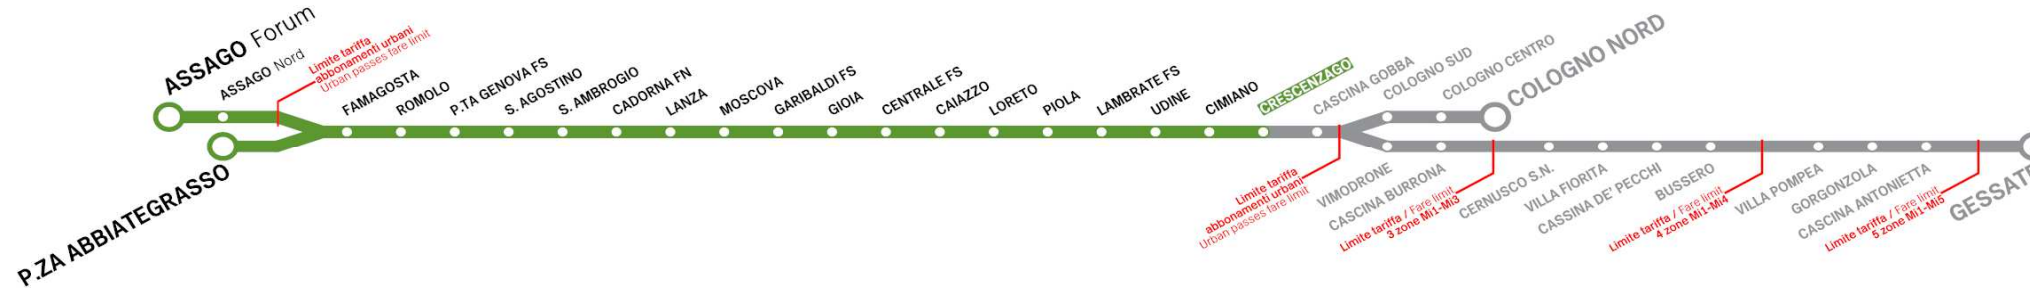 ASSAGO Forum
ASSAGO Nord
Limite tariffa
abbonamenti urbani
Urban passes fare limit
P.ZA ABBIATEGRASSO
FAMAGOSTA
ROMOLO
P.TA GENOVA FS
S. AGOSTINO
S. AMBROGIO
CADORNA FN
LANZA
MOSCOVA
GARIBALDI FS
GIOIA
CENTRALE FS
CAIAZZO
LORETO
PIOLA
LAMBRATE FS
UDINE
CIMIANO
CRESCENZAGO
CASCINA GOBBA
COLOGNO SUD
COLOGNO CENTRO
COLOGNO NORD
Limite tariffa
abbonamenti urbani
Urban passes fare limit
VIMODRONE
CASCINA BURRONA
Limite tariffa / Fare limit
3 zone Mi1-Mi3
CERNUSCO S.N.
VILLA FIORITA
CASSINA DE' PECCHI
BUSSERO
Limite tariffa / Fare limit
4 zone Mi1-Mi4
VILLA POMPEA
GORGONZOLA
CASCINA ANTONIETTA
Limite tariffa / Fare limit
5 zone Mi1-Mi5